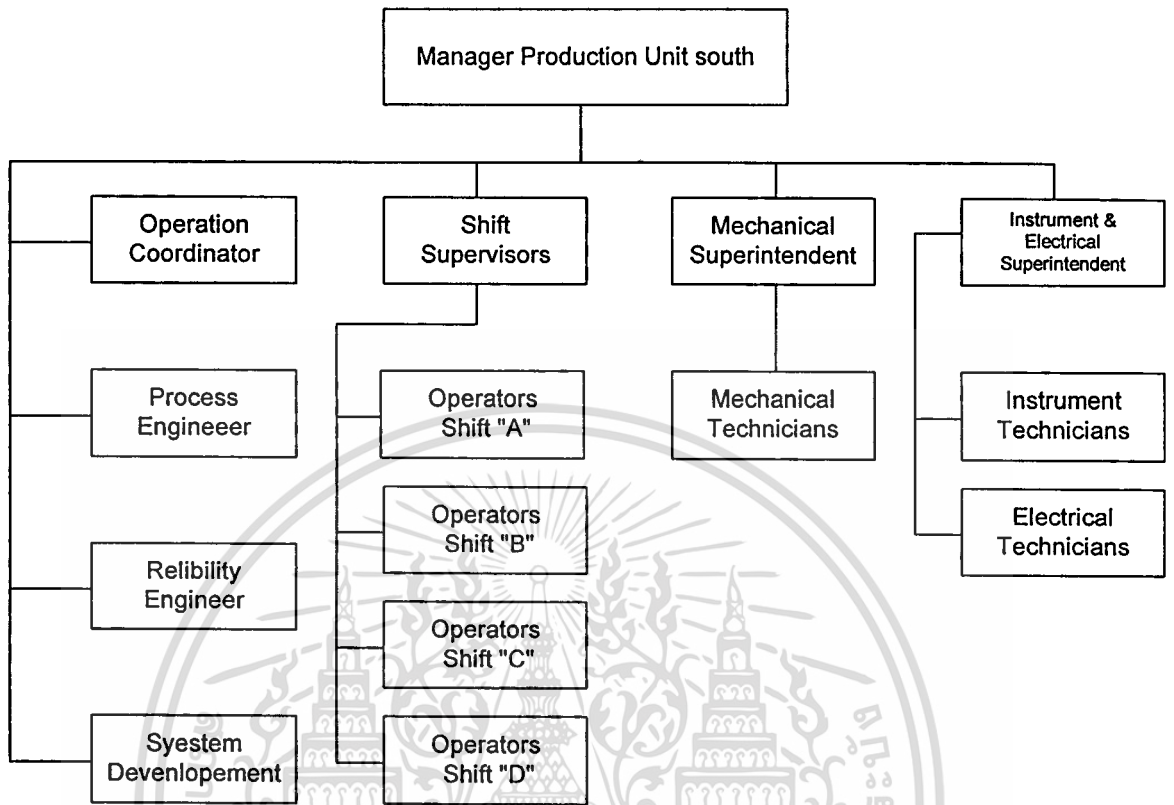 Manager Production Unit south
Operation
Coordinator
Shift
Supervisors
Mechanical
Superintendent
Instrument &
Electrical
Superintendent
Process
Engineeer
Operators
Shift "A"
Mechanical
Technicians
Instrument
Technicians
Operators
Shift "B"
Electrical
Technicians
Relibility
Engineer
Operators
Shift "C"
Syestem
Devenlopement
Operators
Shift "D"